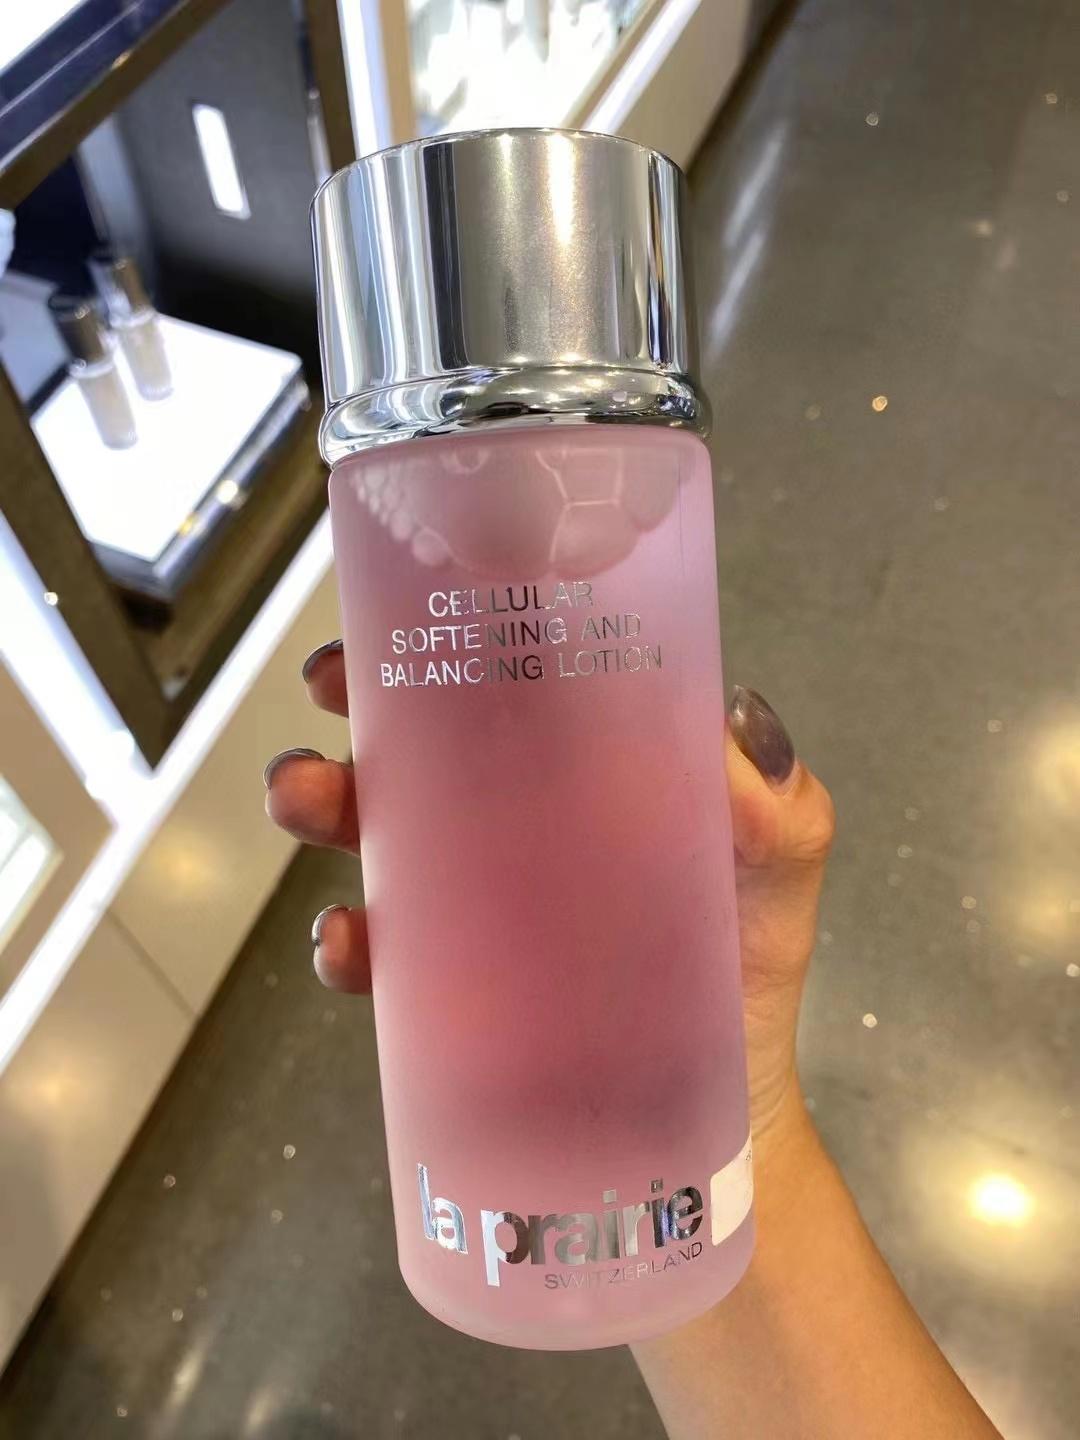 CELLULAR
SOFTENING AND
BALANCING LOTION
la prairie
SWITZERLAND